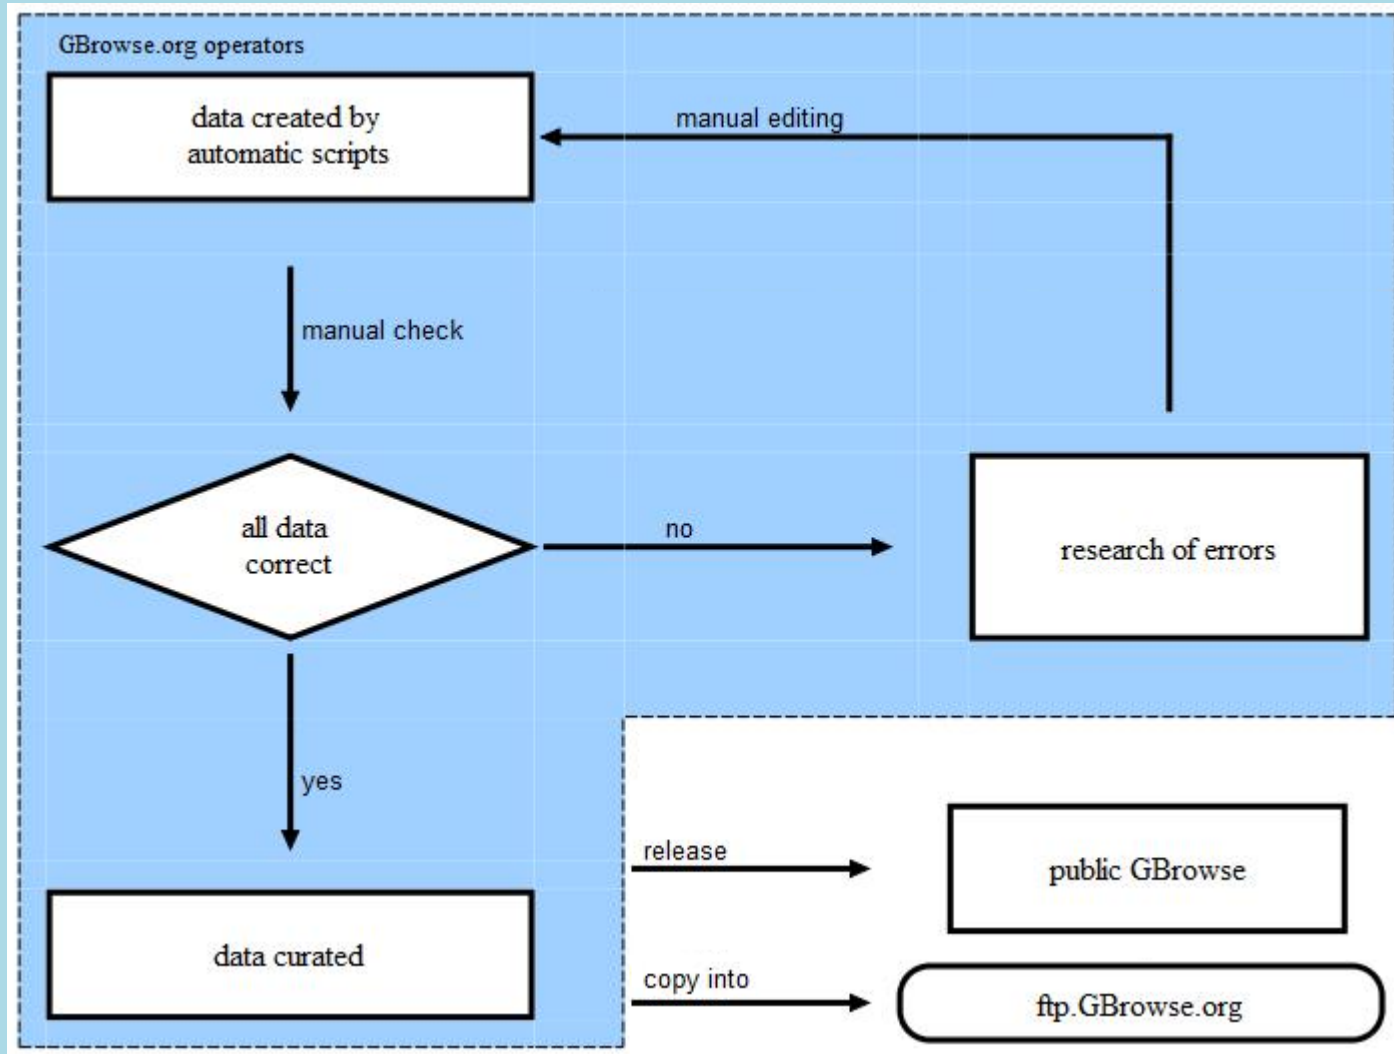 GBrowse.org operators
data created by
automatic scripts
manual editing
manual check
all data
correct
no
research of errors
yes
release
public GBrowse
data curated
copy into
ftp.GBrowse.org